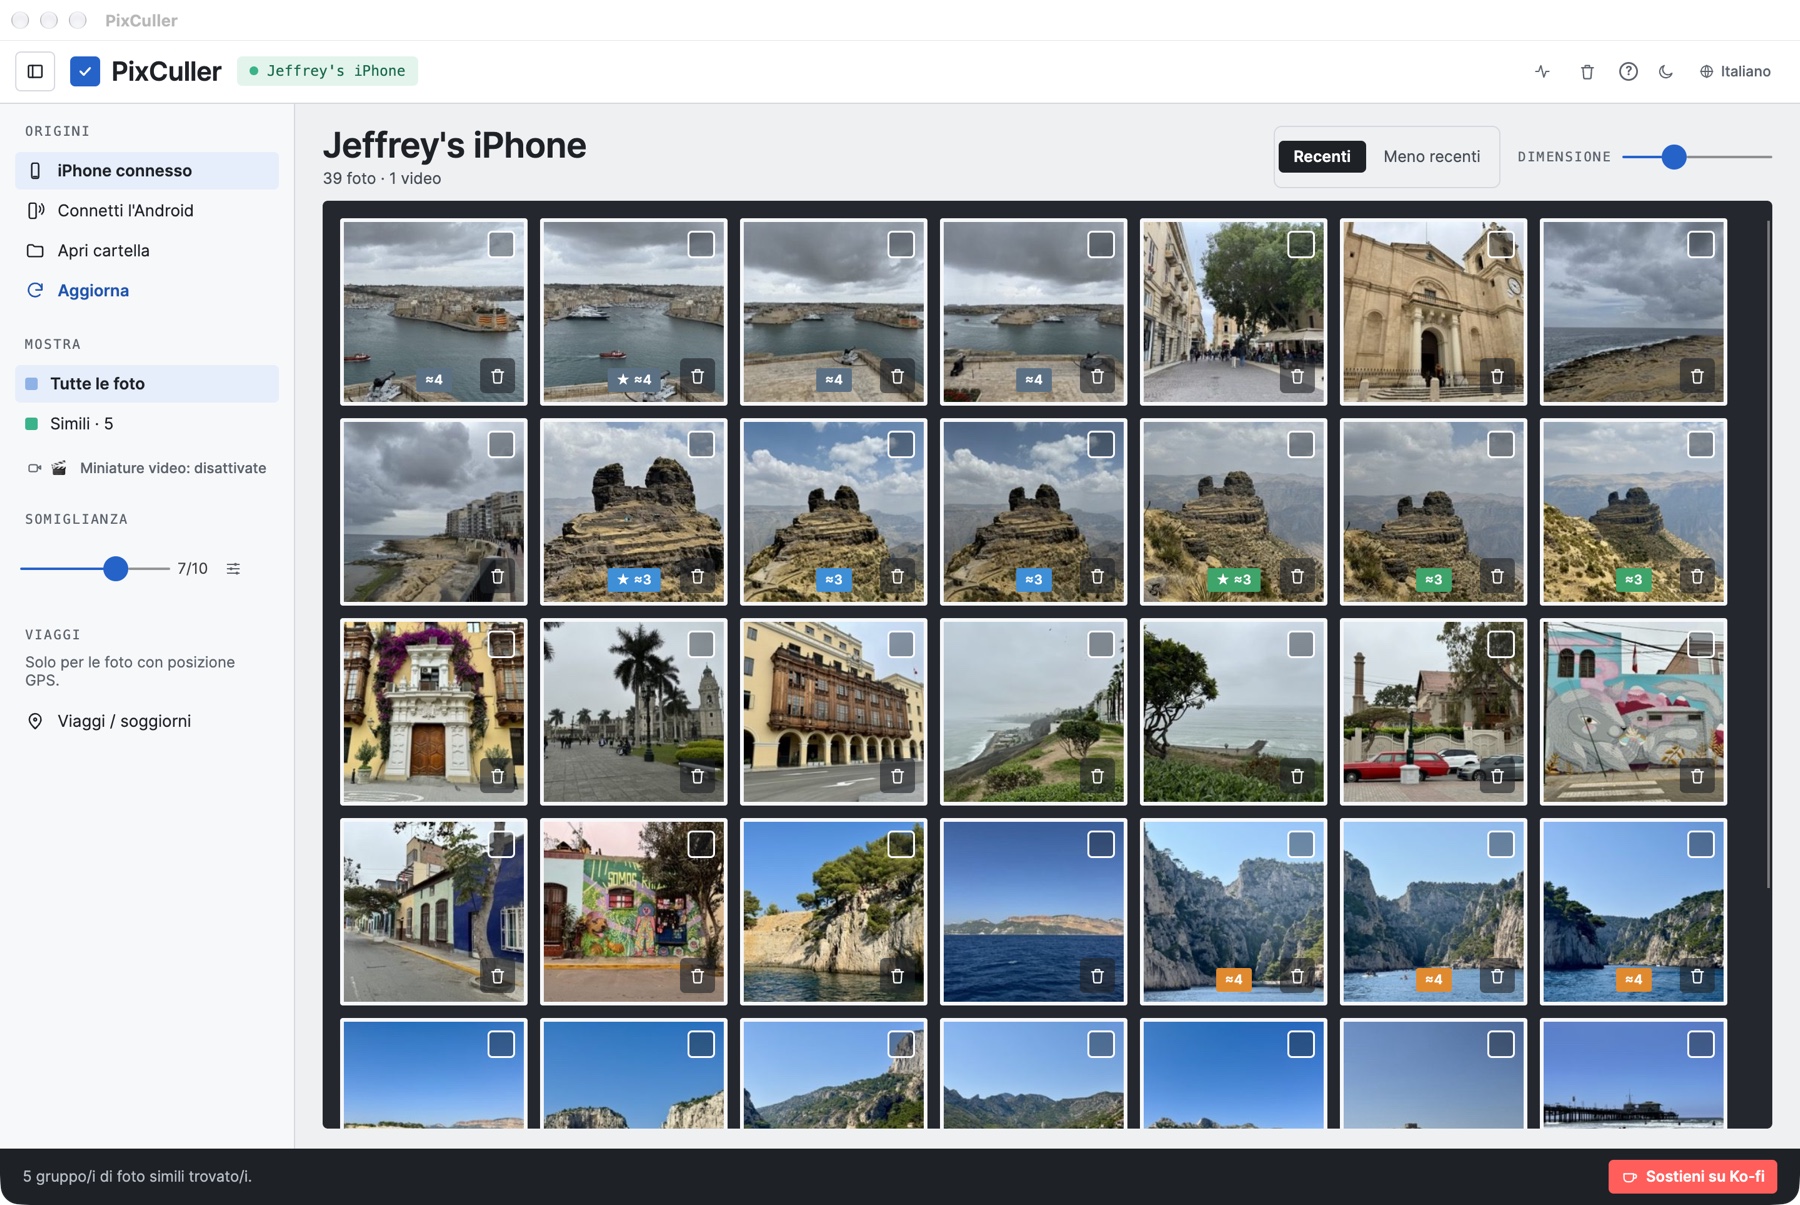 PixCuller
PixCuller
Jeffrey's iPhone
Italiano
ORIGINI
iPhone connesso
Connetti l'Android
Apri cartella
Aggiorna
MOSTRA
Tutte le foto
Simili · 5
Miniature video: disattivate
SOMIGLIANZA
7/10
VIAGGI
Solo per le foto con posizione
GPS.
Viaggi / soggiorni
Jeffrey's iPhone
39 foto · 1 video
Recenti
Meno recenti
DIMENSIONE
≈4
★ ≈4
≈4
≈4
★ ≈3
≈3
≈3
★ ≈3
≈3
≈3
SOMOS
≈4
≈4
≈4
5 gruppo/i di foto simili trovato/i.
Sostieni su Ko-fi